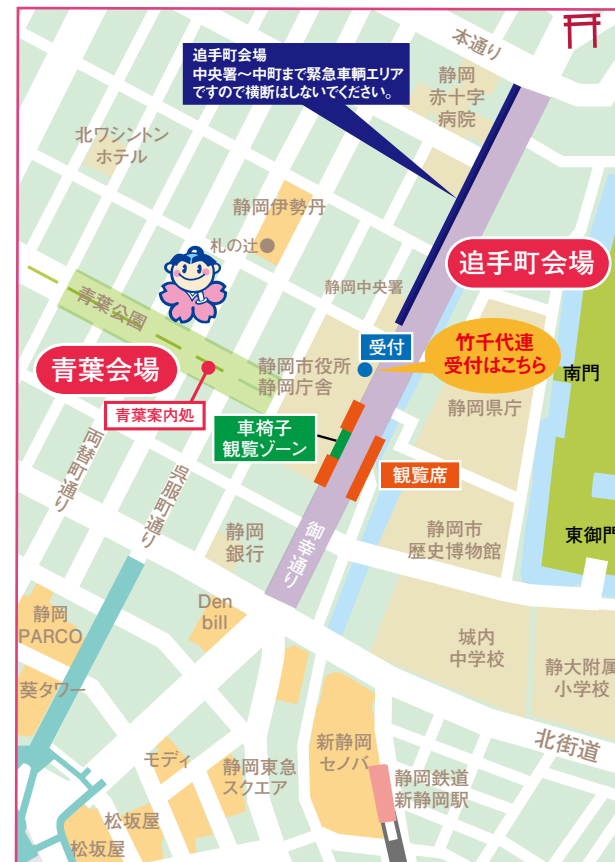 追手町会場
中央署～中町まで緊急車輌エリア
ですので横断はしないでください。
本通り
静岡
赤十字
病院
北ワシントン
ホテル
静岡伊勢丹
札の辻
追手町会場
静岡中央署
青葉公園
受付
竹千代連
受付はこちら
青葉会場
静岡市役所
静岡庁舎
南門
静岡県庁
青葉案内処
車椅子
観覧ゾーン
観覧席
両替町通り
呉服町通り
御幸通り
静岡
銀行
静岡市
歴史博物館
東御門
Den
bill
静岡
PARCO
城内
中学校
静大附属
小学校
葵タワー
北街道
モディ
静岡東急
スクエア
新静岡
セノバ
静岡鉄道
新静岡駅
松坂屋
松坂屋